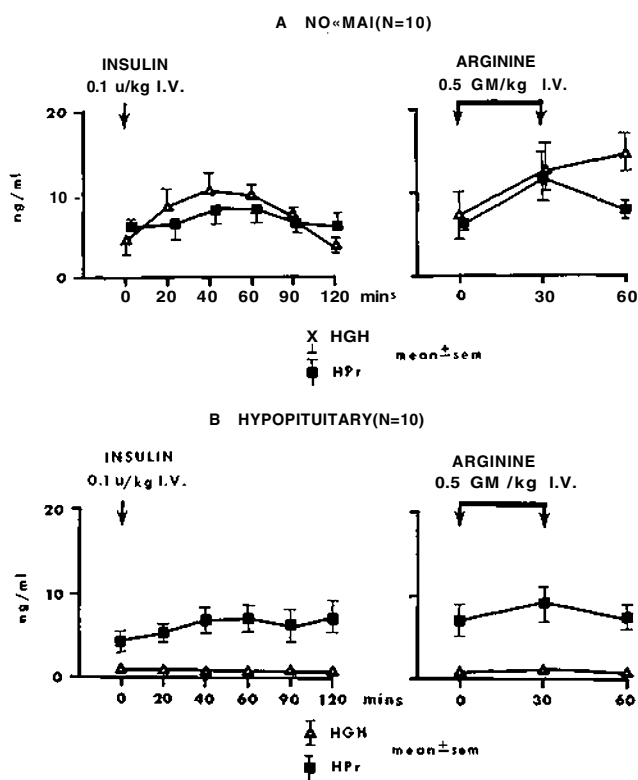 A NO«MAI(N=10)
INSULIN
0.1 u/kg I.V.
ARGININE
0.5 GM/kg I.V.
20
10
0
ng/ml
0 20 40 60 90 120 mins
0 30 60
X HGH
HPr
mean ± sem
B HYPOPITUITARY(N=10)
INSULIN
0.1 u/kg I.V.
ARGININE
0.5 GM /kg I.V.
20
10
0
ng/ml
0 20 40 60 90 120 mins
0 30 60
HGH
HPr
mean ± sem